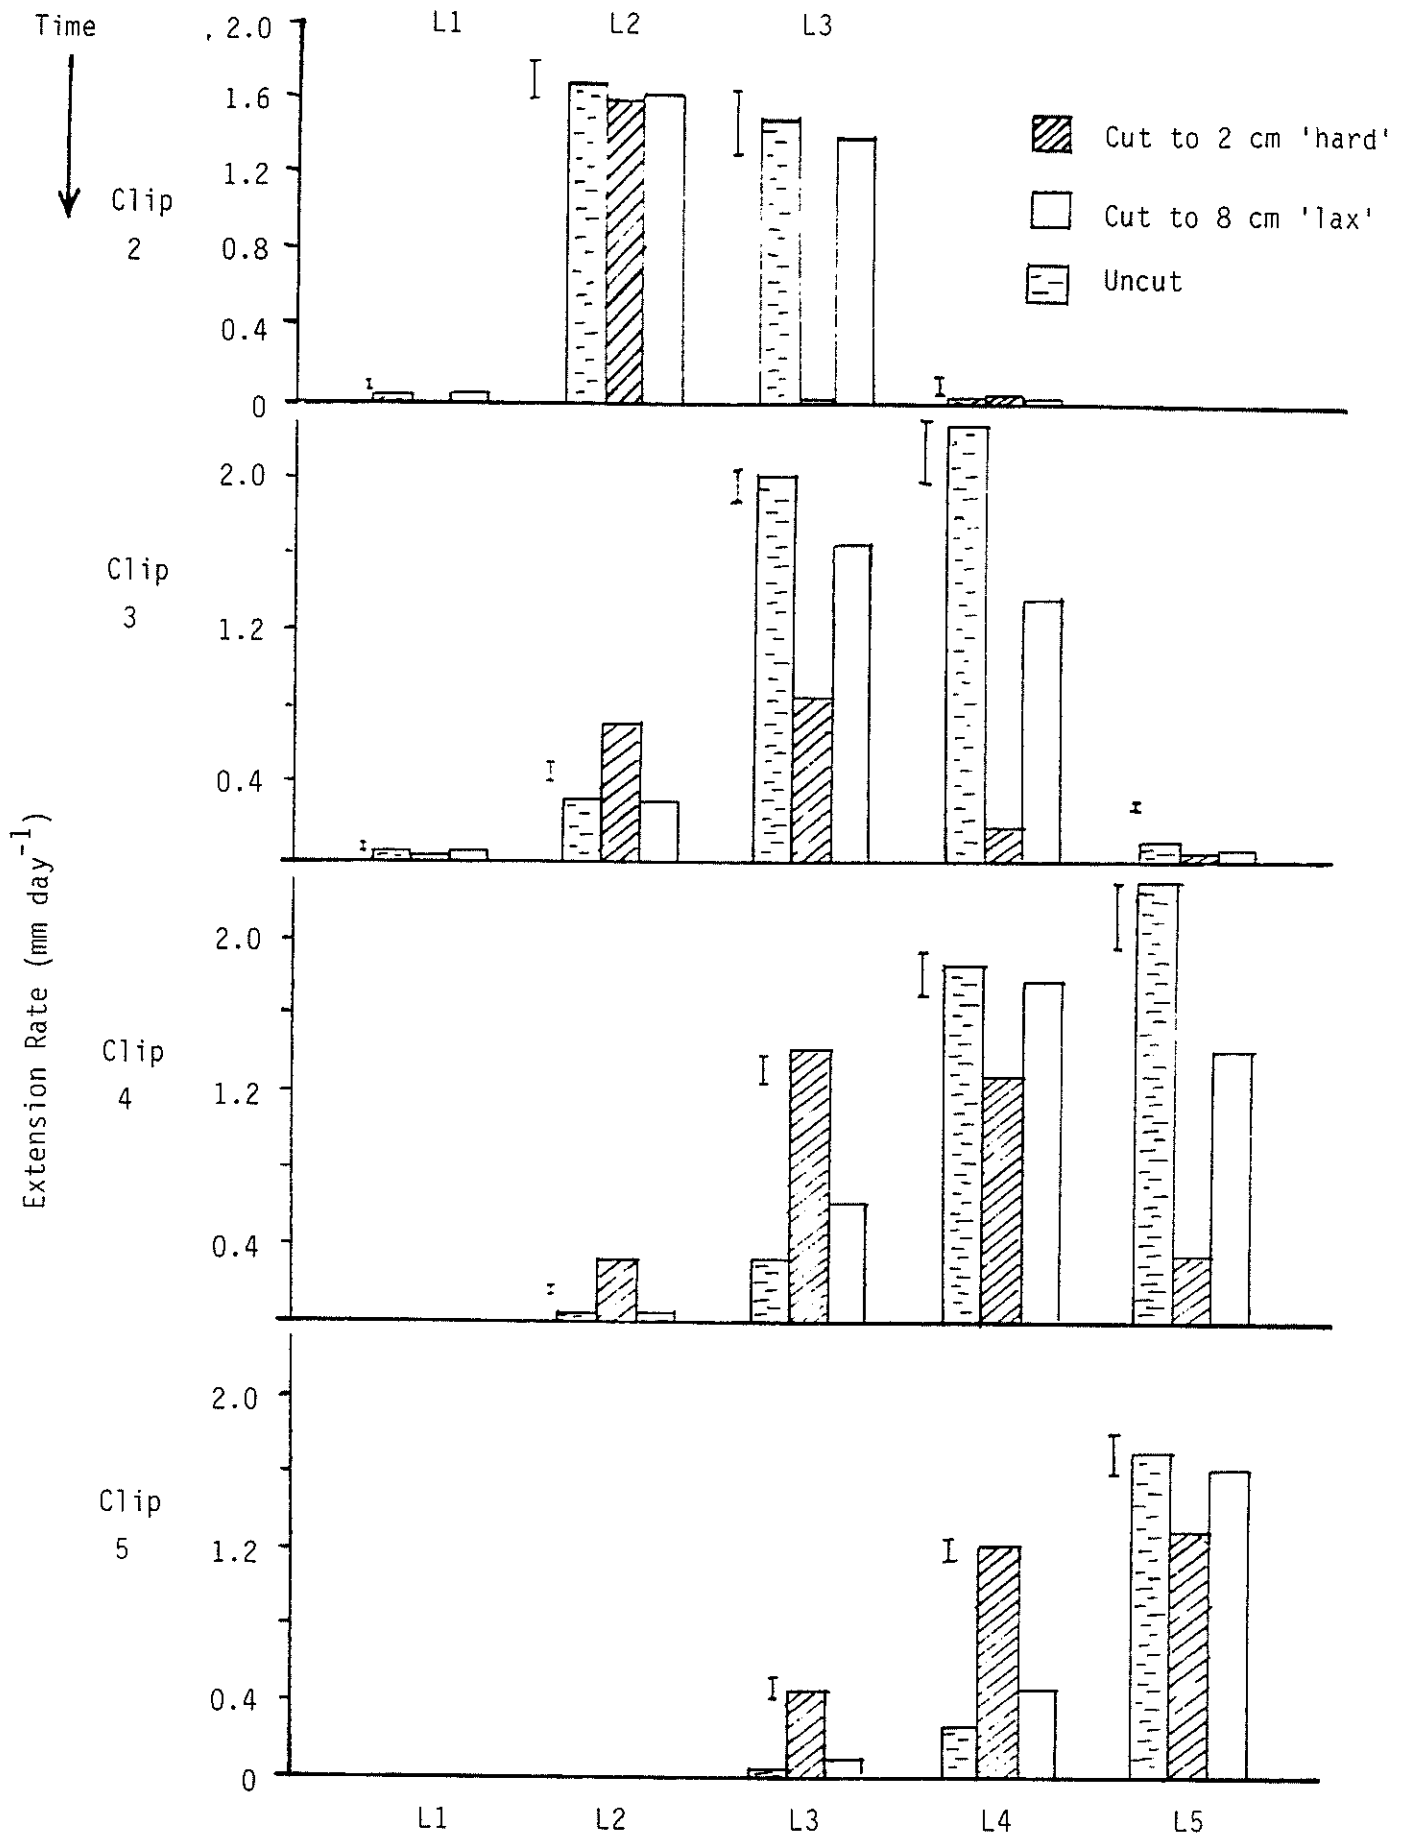 Time
L1 L2 L3
2.0
1.6
1.2
0.8
0.4
0
Clip
2
Cut to 2 cm 'hard'
Cut to 8 cm 'lax'
Uncut
2.0
1.2
0.4
Clip
3
Extension Rate (mm day⁻¹)
2.0
1.2
0.4
Clip
4
2.0
1.2
0.4
0
Clip
5
L1 L2 L3 L4 L5